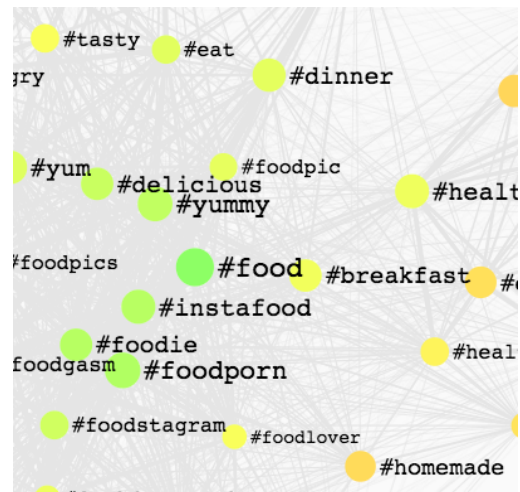 #tasty
#eat
gry
#dinner
#yum
#delicious
#foodpic
#yummy
#healt
#foodpics
#food
#breakfast
#instafood
#foodie
#healt
foodgasm
#foodporn
#foodstagram
#foodlover
#homemade